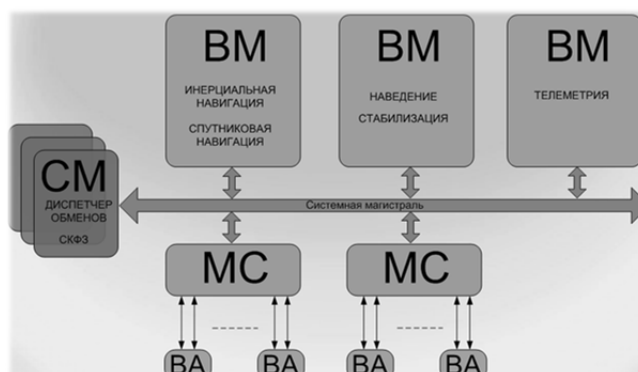 ВМ
ИНЕРЦИАЛЬНАЯ
НАВИГАЦИЯ
СПУТНИКОВАЯ
НАВИГАЦИЯ
ВМ
НАВЕДЕНИЕ
СТАБИЛИЗАЦИЯ
ВМ
ТЕЛЕМЕТРИЯ
СМ
ДИСПЕТЧЕР
ОБМЕНОВ
СКФЗ
Системная магистраль
МС
МС
ВА
ВА
ВА
ВА